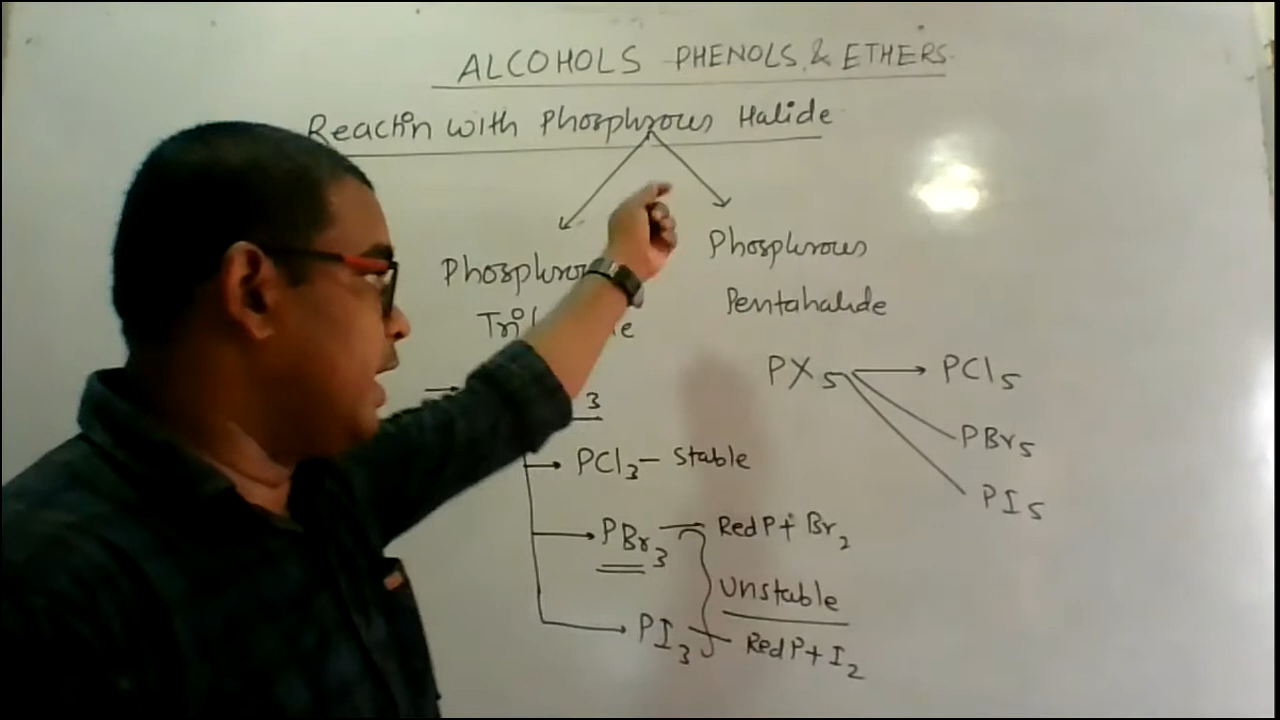 ALCOHOLS PHENOLS & ETHERS
Reactin with Phosphrous Halide
Phosphrous
Pentahalide
PX5 PCl5
PBr5
PI5
3
PCl3 – Stable
PBr3 Red P + Br2
Unstable
PI3 Red P + I2